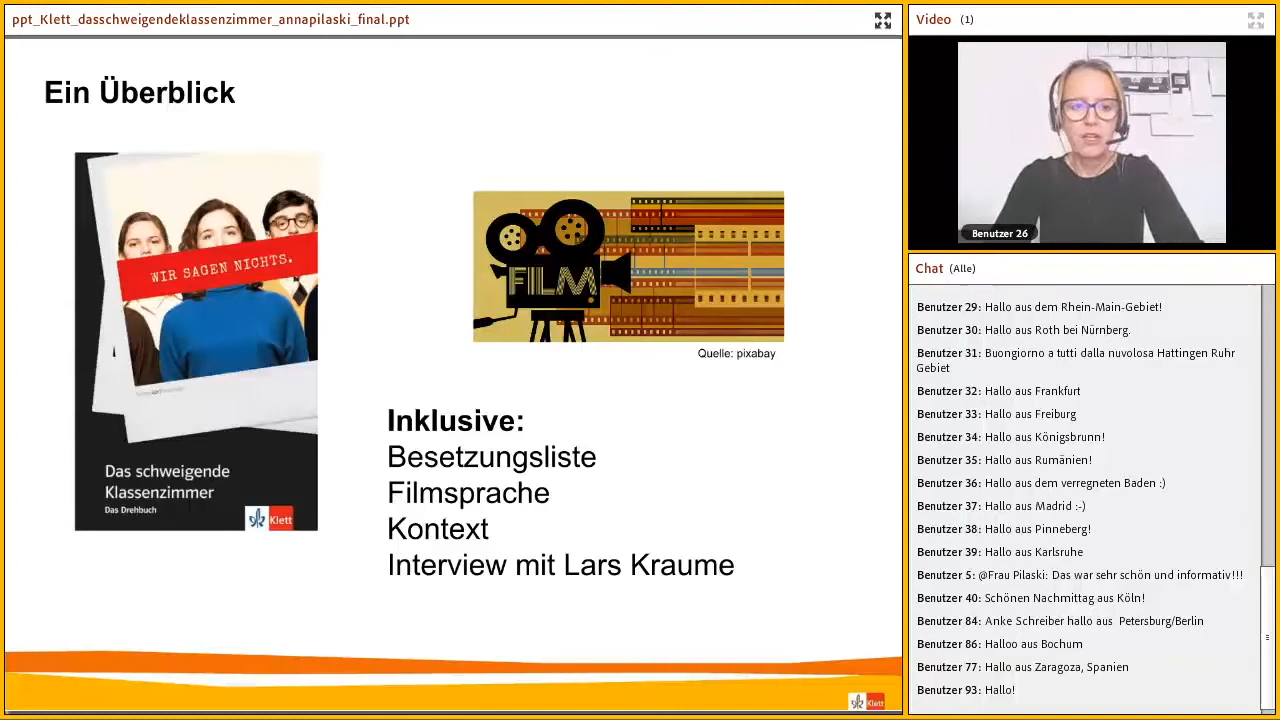 ppt_Klett_dasschweigendeklassenzimmer_annapilaski_final.ppt
Ein Überblick
WIR SAGEN NICHTS.
Das schweigende
Klassenzimmer
Das Drehbuch
Klett
FILM
Quelle: pixabay
Inklusive:
Besetzungsliste
Filmsprache
Kontext
Interview mit Lars Kraume
Klett
Video (1)
Benutzer 26
Chat (Alle)
Benutzer 29: Hallo aus dem Rhein-Main-Gebiet!
Benutzer 30: Hallo aus Roth bei Nürnberg.
Benutzer 31: Buongiorno a tutti dalla nuvolosa Hattingen Ruhr
Gebiet
Benutzer 32: Hallo aus Frankfurt
Benutzer 33: Hallo aus Freiburg
Benutzer 34: Hallo aus Königsbrunn!
Benutzer 35: Hallo aus Rumänien!
Benutzer 36: Hallo aus dem verregneten Baden :)
Benutzer 37: Hallo aus Madrid :-)
Benutzer 38: Hallo aus Pinneberg!
Benutzer 39: Hallo aus Karlsruhe
Benutzer 5: @Frau Pilaski: Das war sehr schön und informativ!!!
Benutzer 40: Schönen Nachmittag aus Köln!
Benutzer 84: Anke Schreiber hallo aus  Petersburg/Berlin
Benutzer 86: Halloo aus Bochum
Benutzer 77: Hallo aus Zaragoza, Spanien
Benutzer 93: Hallo!